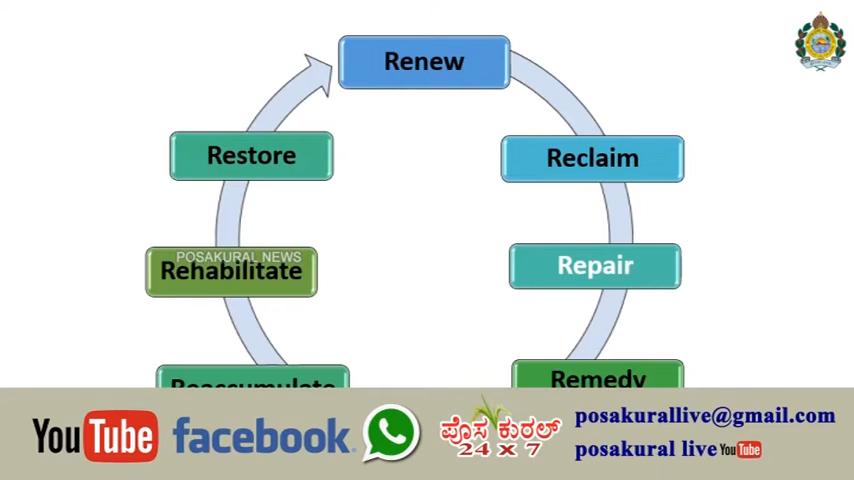 Renew
Restore
Reclaim
POSAKURAL NEWS
Rehabilitate
Repair
Reaccumulate
Remedy
YouTube
facebook
ಪೊಸ ಕುರಲ್
24 x 7
posakurallive@gmail.com
posakural live YouTube